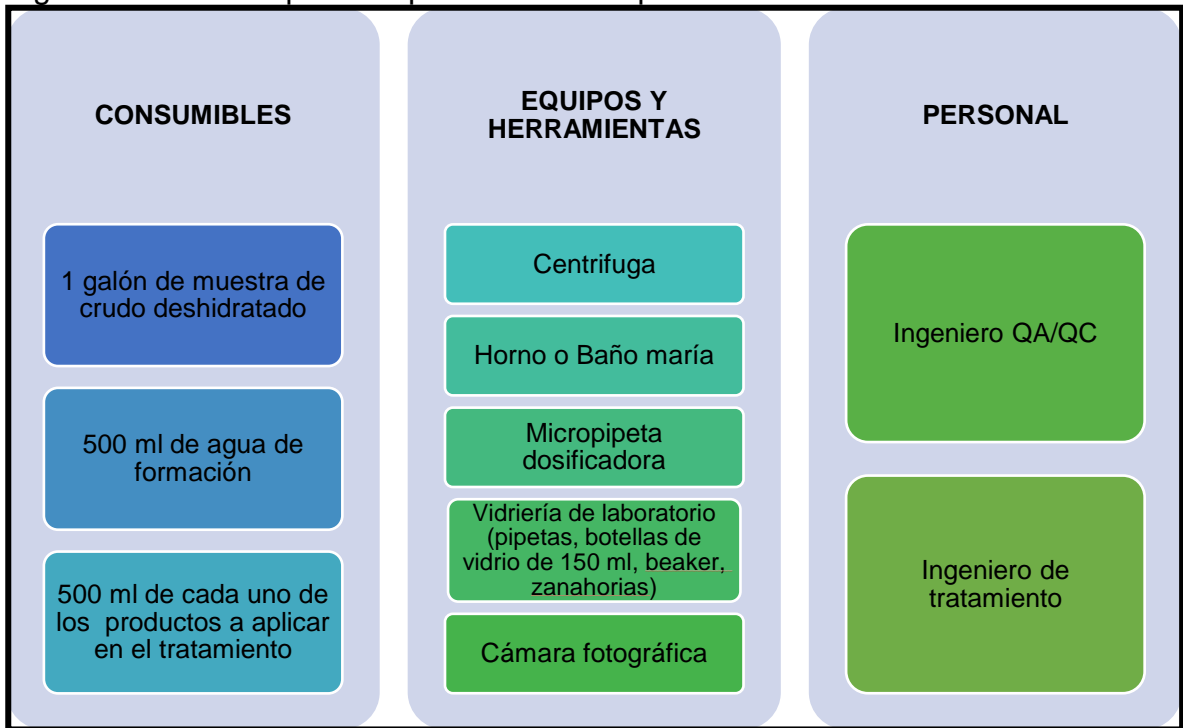 CONSUMIBLES
1 galón de muestra de
crudo deshidratado
500 ml de agua de
formación
500 ml de cada uno de
los productos a aplicar
en el tratamiento
EQUIPOS Y
HERRAMIENTAS
Centrifuga
Horno o Baño maría
Micropipeta
dosificadora
Vidriería de laboratorio
(pipetas, botellas de
vidrio de 150 ml, beaker,
zanahorias)
Cámara fotográfica
PERSONAL
Ingeniero QA/QC
Ingeniero de
tratamiento